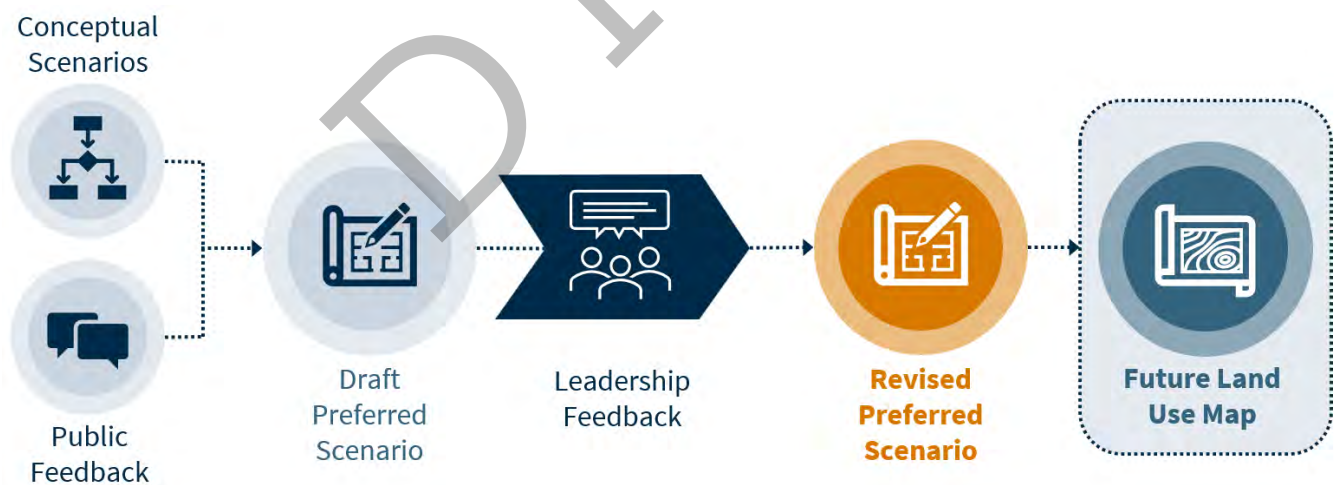 Conceptual
Scenarios
Public
Feedback
Draft
Preferred
Scenario
Leadership
Feedback
Revised
Preferred
Scenario
Future Land
Use Map